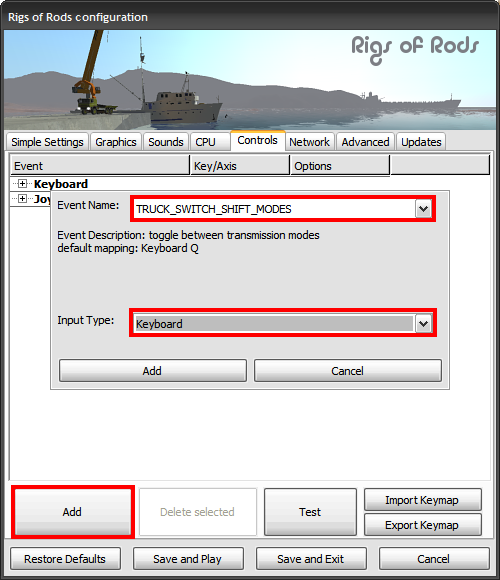 Rigs of Rods configuration
Rigs of Rods
Simple Settings Graphics Sounds CPU Controls Network Advanced Updates
Event Key/Axis Options
Keyboard
Joy
Event Name: TRUCK_SWITCH_SHIFT_MODES
Event Description: toggle between transmission modes
default mapping: Keyboard Q
Input Type: Keyboard
Add Cancel
Add Delete selected Test Import Keymap
Export Keymap
Restore Defaults Save and Play Save and Exit Cancel